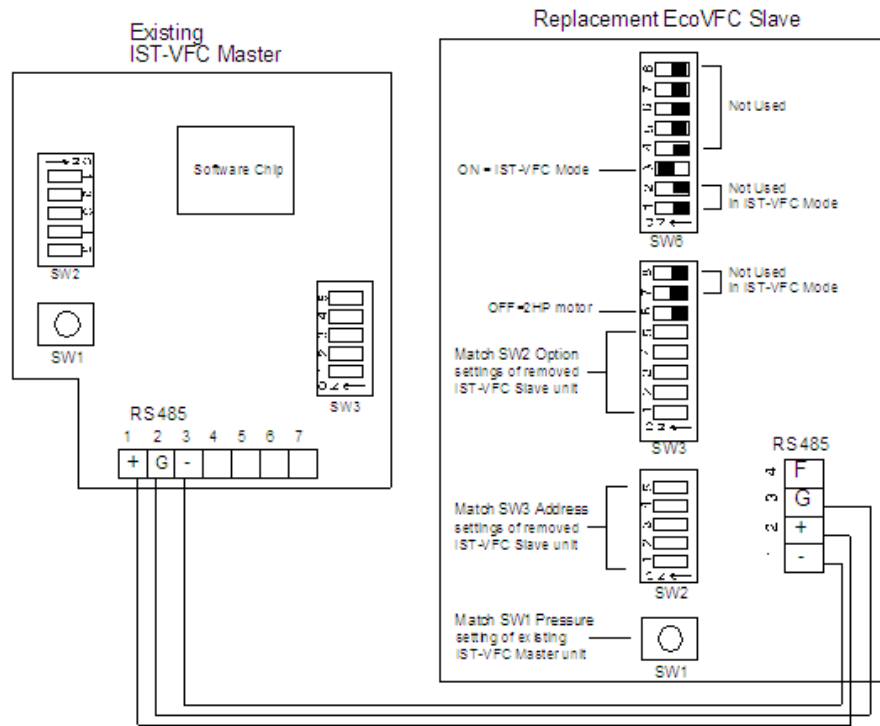 Existing
IST-VFC Master
Software Chip
SW2
SW1
SW3
RS485
1 2 3 4 5 6 7
+ G -
Replacement EcoVFC Slave
Not Used
ON = IST-VFC Mode
Not Used
In IST-VFC Mode
SW6
Not Used
In IST-VFC Mode
OFF=2HP motor
Match SW2 Option
settings of removed
IST-VFC Slave unit
SW3
Match SW3 Address
settings of removed
IST-VFC Slave unit
SW2
Match SW1 Pressure
setting of existing
IST-VFC Master unit
SW1
RS485
4 F
3 G
2 +
1 -